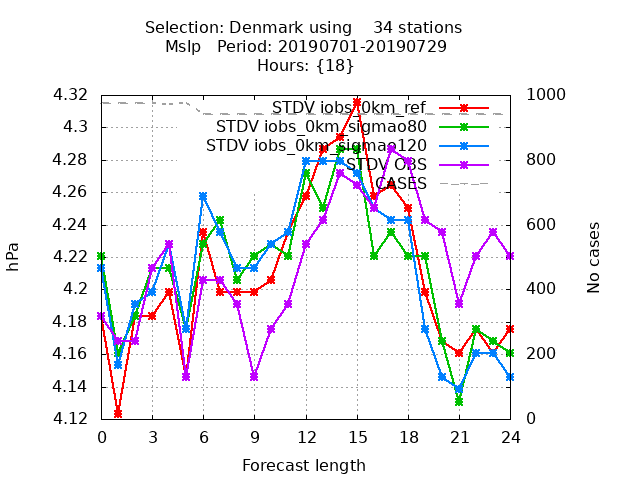 Selection: Denmark using    34 stations
Mslp   Period: 20190701-20190729
Hours: {18}
STDV iobs_0km_ref
STDV iobs_0km_sigmao80
STDV iobs_0km_sigmao120
STDV OBS
CASES
4.32
4.3
4.28
4.26
4.24
4.22
4.2
4.18
4.16
4.14
4.12
hPa
1000
800
600
400
200
0
No cases
0 3 6 9 12 15 18 21 24
Forecast length